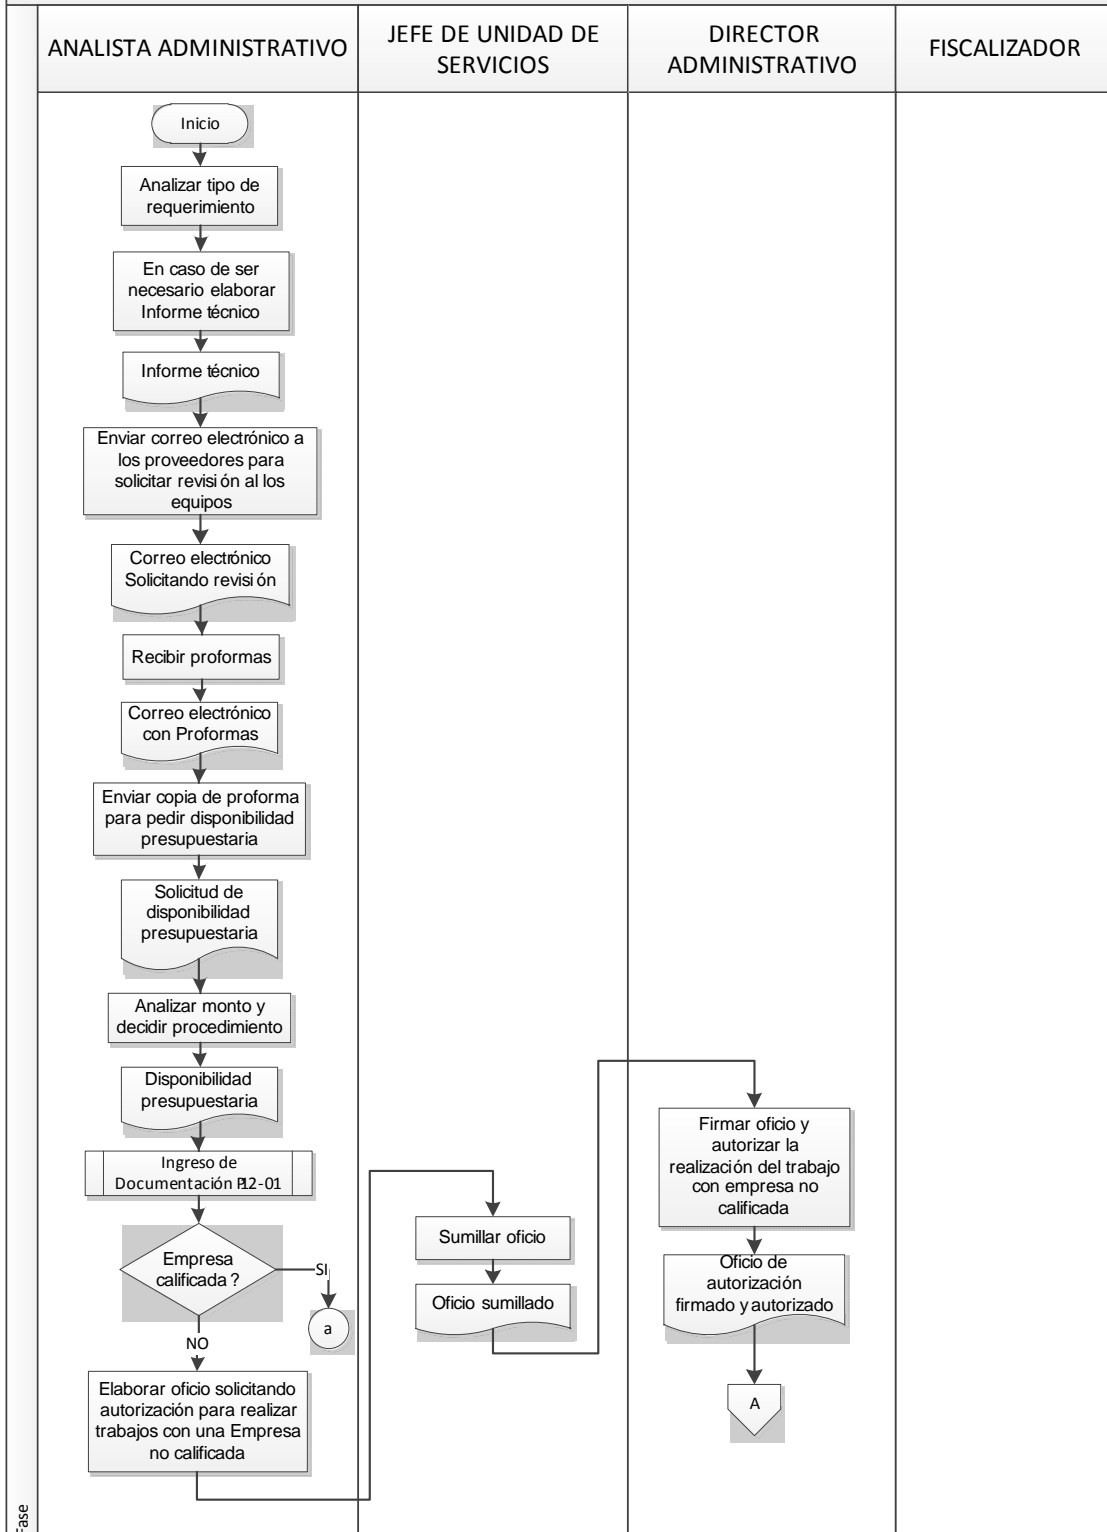 ANALISTA ADMINISTRATIVO
JEFE DE UNIDAD DE
SERVICIOS
DIRECTOR
ADMINISTRATIVO
FISCALIZADOR
Inicio
Analizar tipo de
requerimiento
En caso de ser
necesario elaborar
Informe técnico
Informe técnico
Enviar correo electrónico a
los proveedores para
solicitar revisión al los
equipos
Correo electrónico
Solicitando revisión
Recibir proformas
Correo electrónico
con Proformas
Enviar copia de proforma
para pedir disponibilidad
presupuestaria
Solicitud de
disponibilidad
presupuestaria
Analizar monto y
decidir procedimiento
Disponibilidad
presupuestaria
Ingreso de
Documentación P12-01
Empresa
calificada ?
SI
a
NO
Elaborar oficio solicitando
autorización para realizar
trabajos con una Empresa
no calificada
Sumillar oficio
Oficio sumillado
Firmar oficio y
autorizar la
realización del trabajo
con empresa no
calificada
Oficio de
autorización
firmado y autorizado
A
Fase